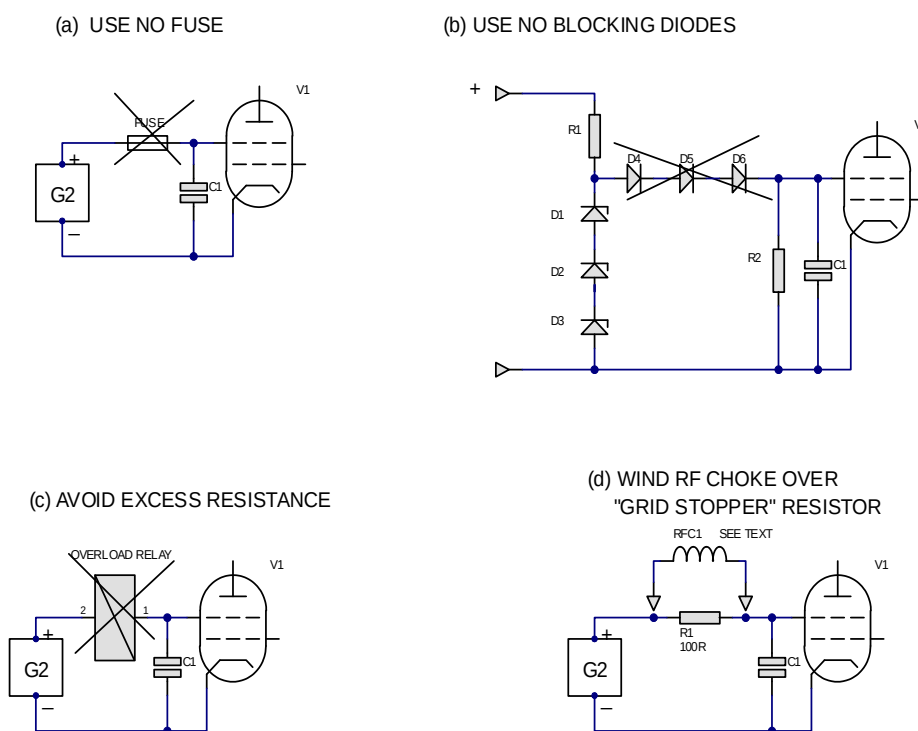 (a) USE NO FUSE
(b) USE NO BLOCKING DIODES
V1
FUSE
+
G2
–
C1
+
R1
D4
D5
D6
V
D1
D2
D3
R2
C1
(c) AVOID EXCESS RESISTANCE
OVERLOAD RELAY
V1
2
1
+
G2
–
C1
(d) WIND RF CHOKE OVER
"GRID STOPPER" RESISTOR
RFC1
SEE TEXT
V1
R1
100R
+
G2
–
C1